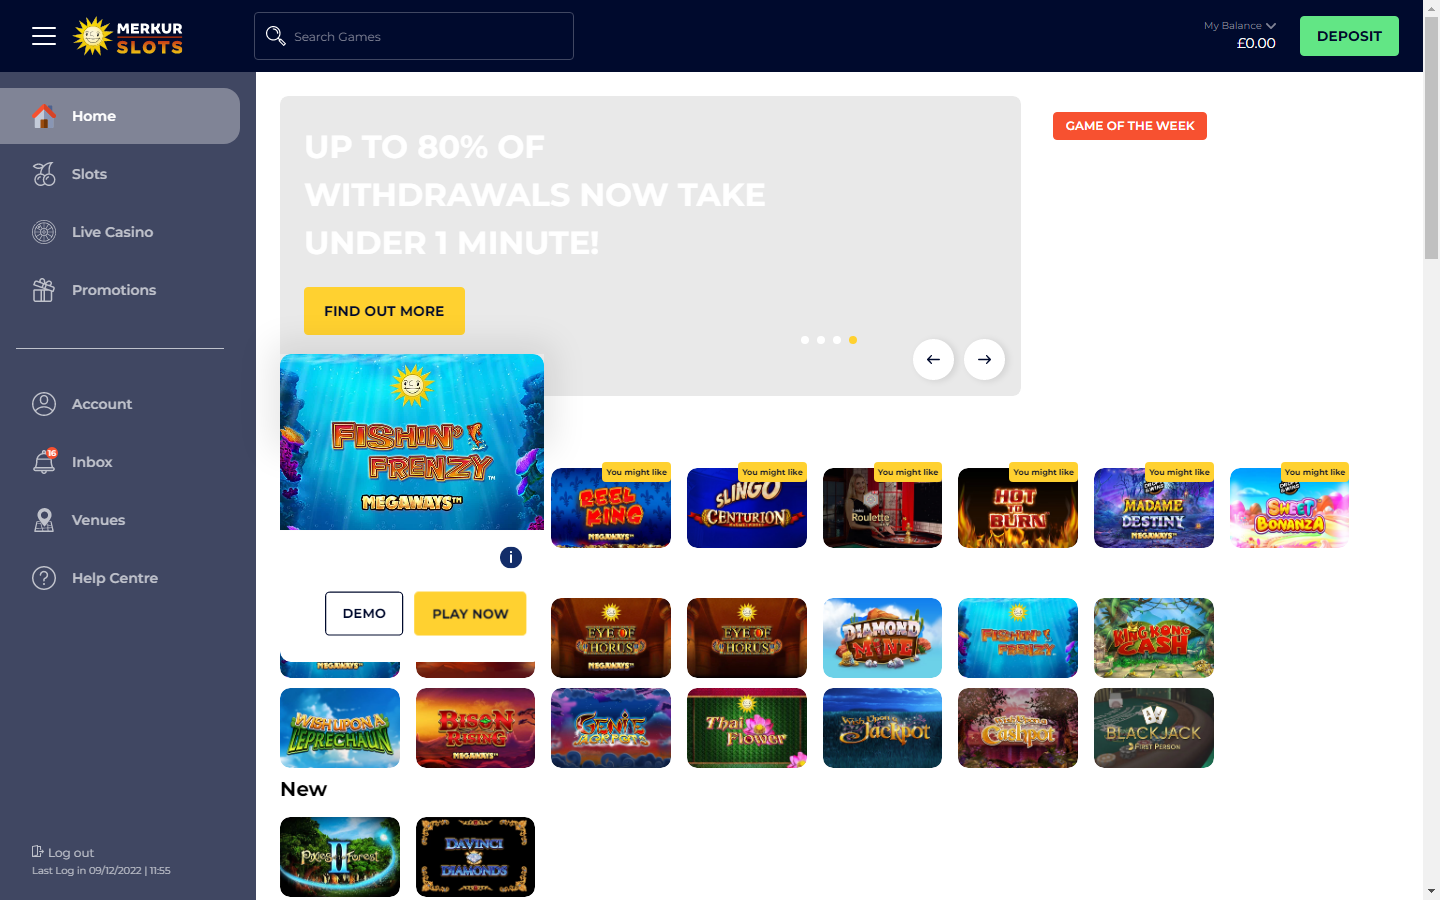 MERKUR
SLOTS
Search Games
My Balance
£0.00
DEPOSIT
Home
Slots
Live Casino
Promotions
Account
16
Inbox
Venues
Help Centre
Log out
Last Log in 09/12/2022 | 11:55
UP TO 80% OF
WITHDRAWALS NOW TAKE
UNDER 1 MINUTE!
FIND OUT MORE
GAME OF THE WEEK
FISHIN'
FRENZY™
MEGAWAYS™
i
DEMO
PLAY NOW
You might like
REEL
KING
MEGAWAYS™
You might like
SLINGO
CENTURION
You might like
Roulette
You might like
HOT
TO
BURN
You might like
MADAME
DESTINY
MEGAWAYS™
You might like
SWEET
BONANZA
MEGAWAYS™
EYE OF
HORUS
MEGAWAYS™
EYE OF
HORUS
DIAMOND
MINE
FISHIN'
FRENZY
KING KONG
CASH
WISH UPON A
LEPRECHAUN
BISON
RISING
MEGAWAYS™
GENIE
JACKPOTS
Thai
Flower
Wish Upon a
Jackpot
Cashpot
BLACKJACK
FIRST PERSON
New
Pixies of the Forest
II
DAVINCI
DIAMONDS